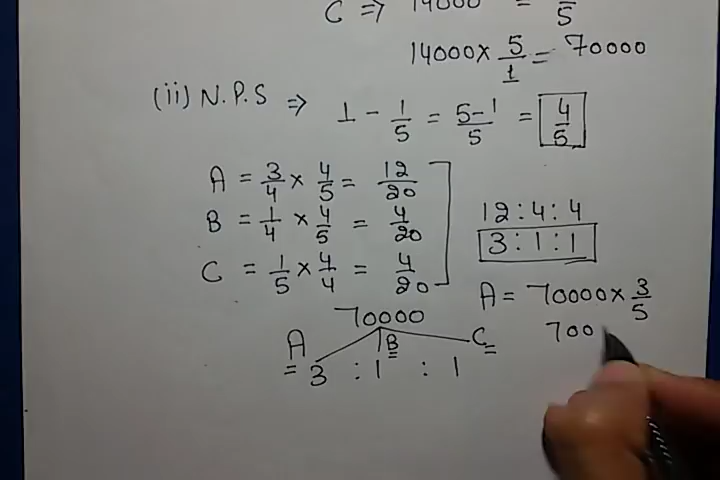 C ⇒ 14000 = /5
14000 × 5/1 = 70000
(ii) N.P.S ⇒ 1 - 1/5 = 5-1/5 = 4/5
A = 3/4 × 4/5 = 12/20
B = 1/4 × 4/5 = 4/20
C = 1/5 × 4/4 = 4/20
12 : 4 : 4
3 : 1 : 1
A = 70000 × 3/5
700
70000
A B C
3 : 1 : 1